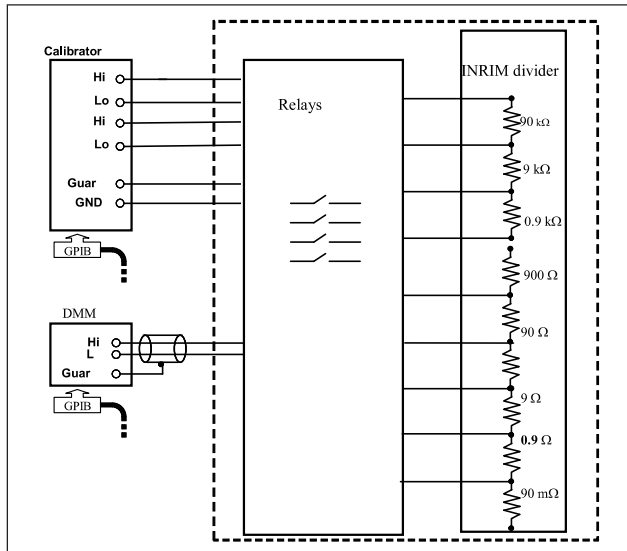 Calibrator
Hi
Lo
Hi
Lo
Guar
GND
GPIB
DMM
Hi
L
Guar
GPIB
Relays
INRIM divider
90 kΩ
9 kΩ
0.9 kΩ
900 Ω
90 Ω
9 Ω
0.9 Ω
90 mΩ